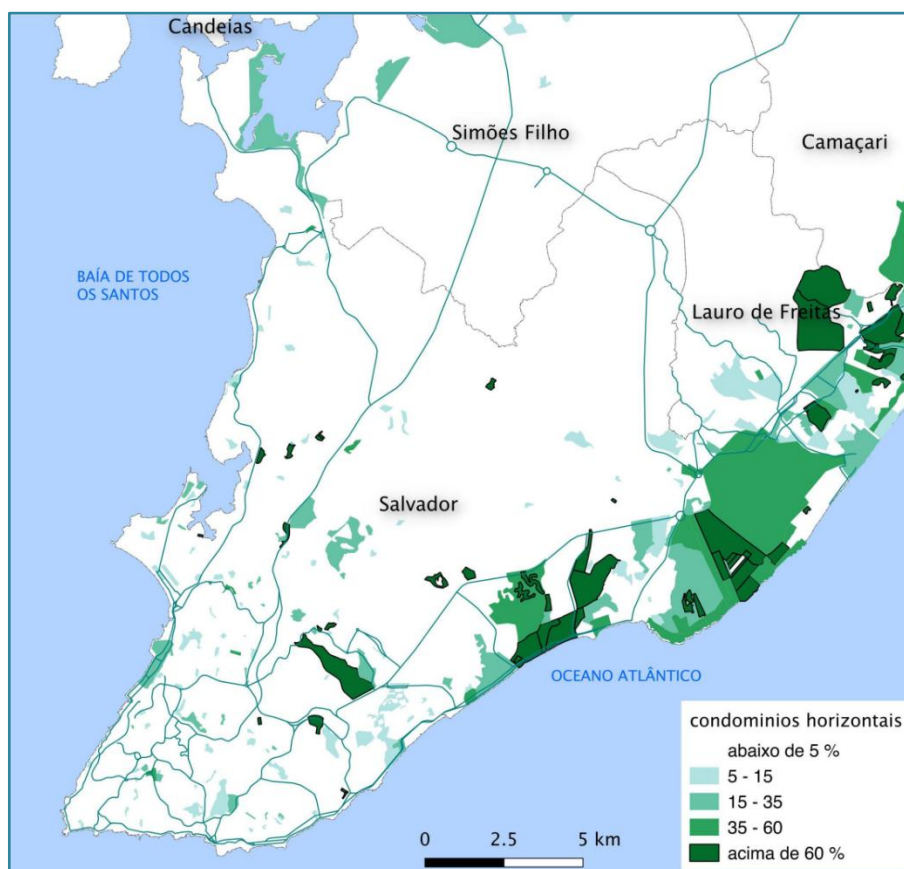 Candeias
Simões Filho
Camaçari
BAÍA DE TODOS
OS SANTOS
Lauro de Freitas
Salvador
OCEANO ATLÂNTICO
condominios horizontais
abaixo de 5 %
5 - 15
15 - 35
35 - 60
acima de 60 %
0 2.5 5 km